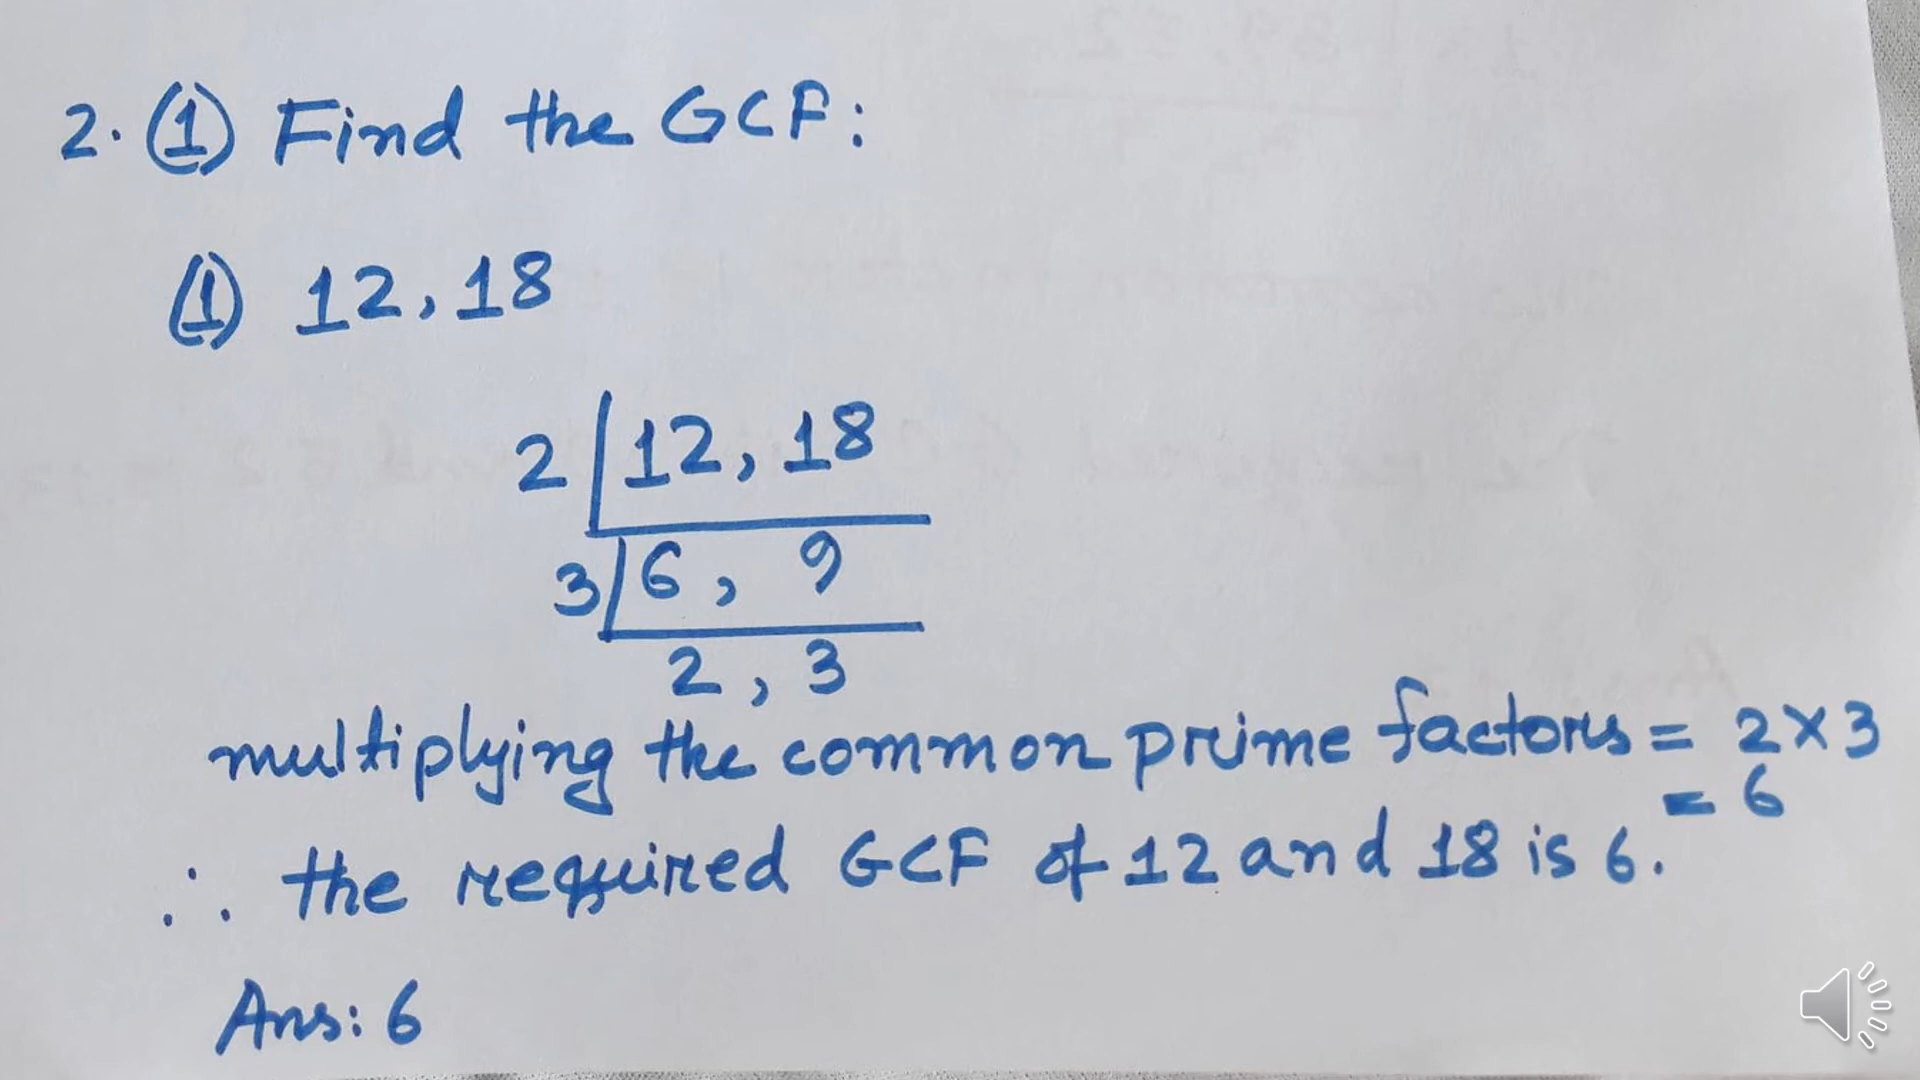 2. (1) Find the GCF:
(1) 12, 18
2 | 12, 18
3 | 6, 9
2, 3
multiplying the common prime factors = 2×3
= 6
∴ the required GCF of 12 and 18 is 6.
Ans: 6